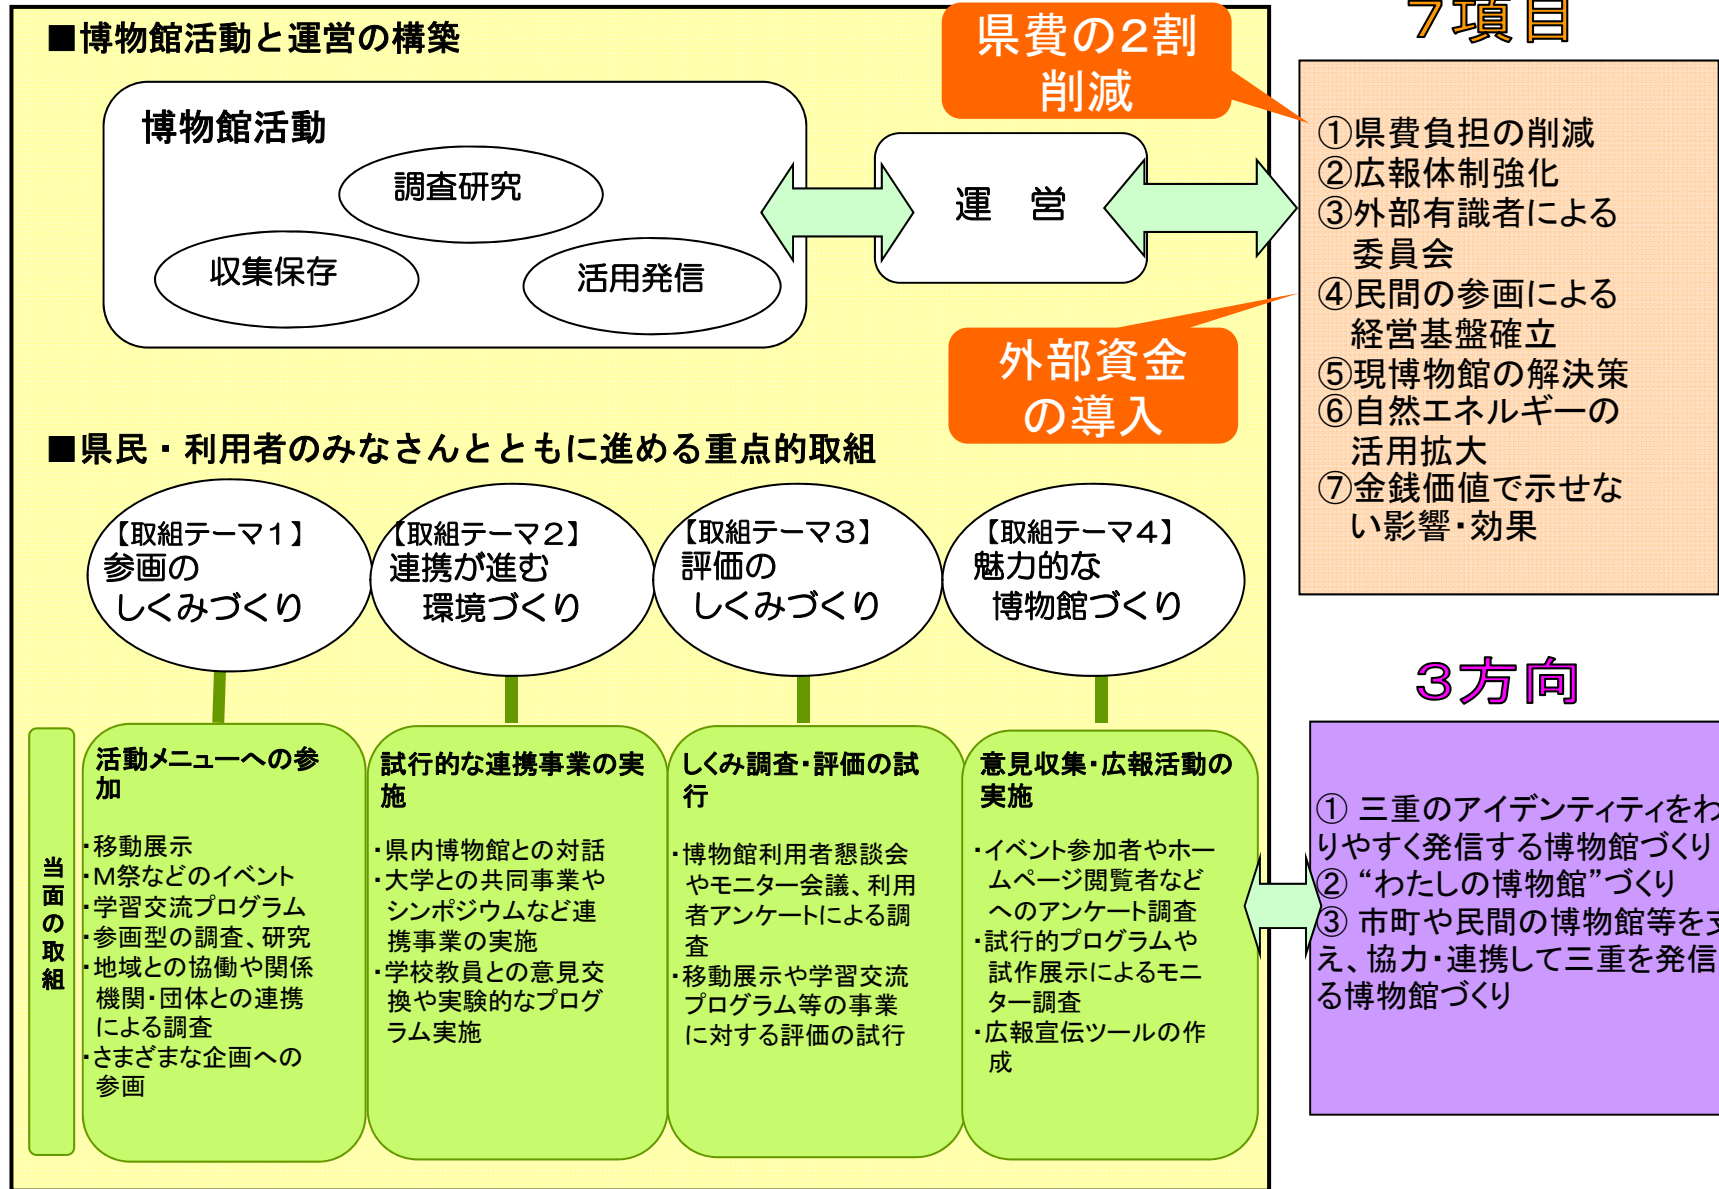 ■博物館活動と運営の構築
博物館活動
調査研究
収集保存
活用発信
運　営
県費の2割
削減
外部資金
の導入
7項目
①県費負担の削減
②広報体制強化
③外部有識者による
委員会
④民間の参画による
経営基盤確立
⑤現博物館の解決策
⑥自然エネルギーの
活用拡大
⑦金銭価値で示せな
い影響・効果
■県民・利用者のみなさんとともに進める重点的取組
【取組テーマ1】
参画の
しくみづくり
【取組テーマ2】
連携が進む
環境づくり
【取組テーマ3】
評価の
しくみづくり
【取組テーマ4】
魅力的な
博物館づくり
当面の取組
活動メニューへの参
加
・移動展示
・M祭などのイベント
・学習交流プログラム
・参画型の調査、研究
・地域との協働や関係
機関・団体との連携
による調査
・さまざまな企画への
参画
試行的な連携事業の実
施
・県内博物館との対話
・大学との共同事業や
シンポジウムなど連
携事業の実施
・学校教員との意見交
換や実験的なプログ
ラム実施
しくみ調査・評価の試
行
・博物館利用者懇談会
やモニター会議、利用
者アンケートによる調
査
・移動展示や学習交流
プログラム等の事業
に対する評価の試行
意見収集・広報活動の
実施
・イベント参加者やホー
ムページ閲覧者など
へのアンケート調査
・試行的プログラムや
試作展示によるモニ
ター調査
・広報宣伝ツールの作
成
3方向
① 三重のアイデンティティをわ
りやすく発信する博物館づくり
② “わたしの博物館”づくり
③ 市町や民間の博物館等を支
え、協力・連携して三重を発信
る博物館づくり